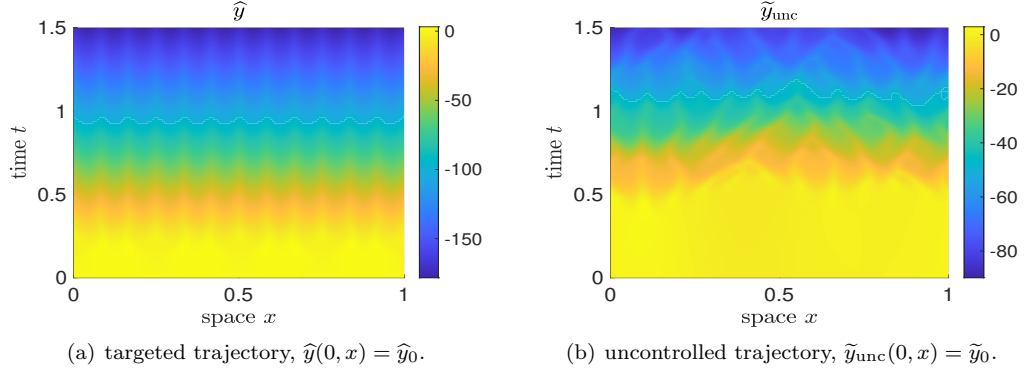 ŷ
1.5
1
0.5
0
time t
0
0.5
1
space x
0
-50
-100
-150
(a) targeted trajectory, ŷ(0, x) = ŷ₀.
ỹunc
1.5
1
0.5
0
time t
0
0.5
1
space x
0
-20
-40
-60
-80
(b) uncontrolled trajectory, ỹunc(0, x) = ỹ₀.